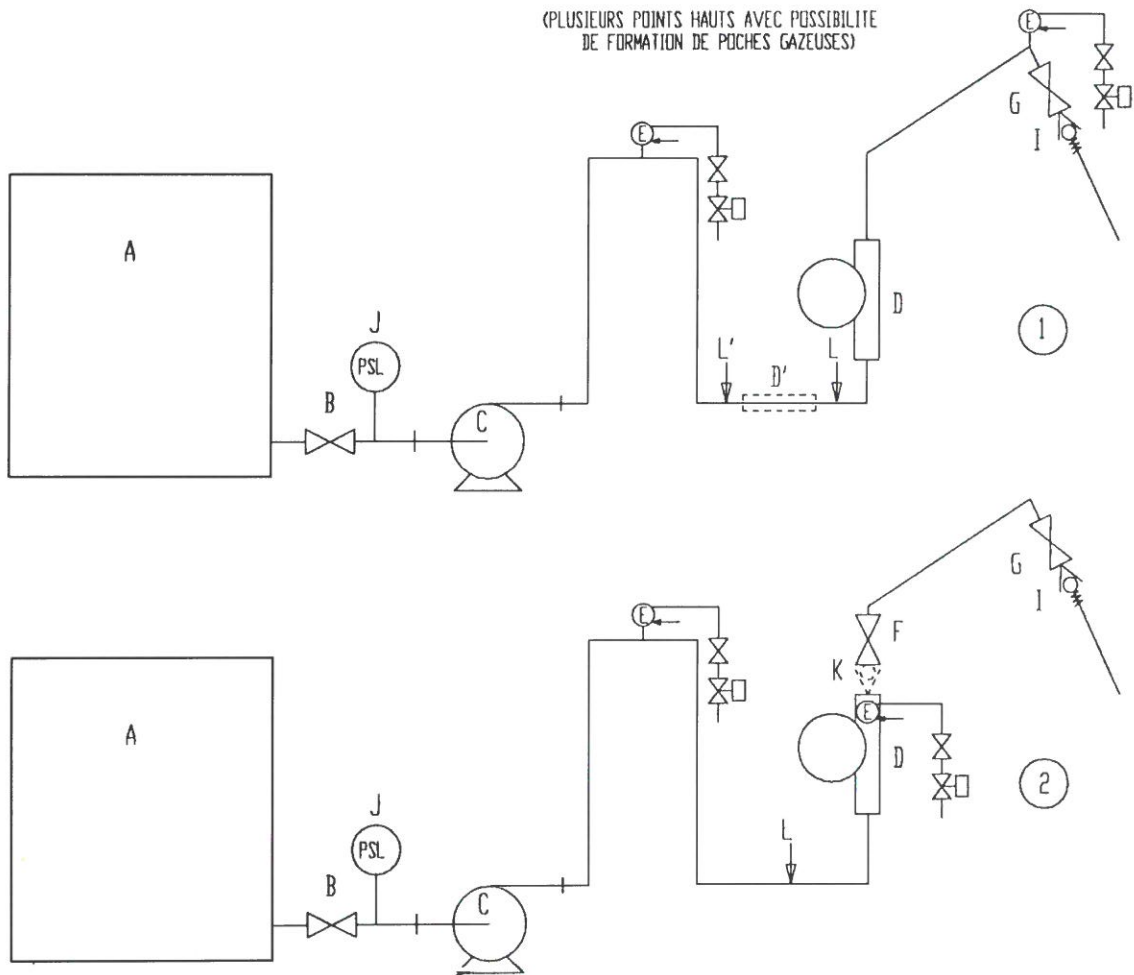 (PLUSIEURS POINTS HAUTS AVEC POSSIBILITE
DE FORMATION DE POCHES GAZEUSES)
E
G
I
E
A
D
J
PSL
L'
D'
L
1
B
C
G
I
E
F
K
A
E
D
2
J
PSL
L
B
C